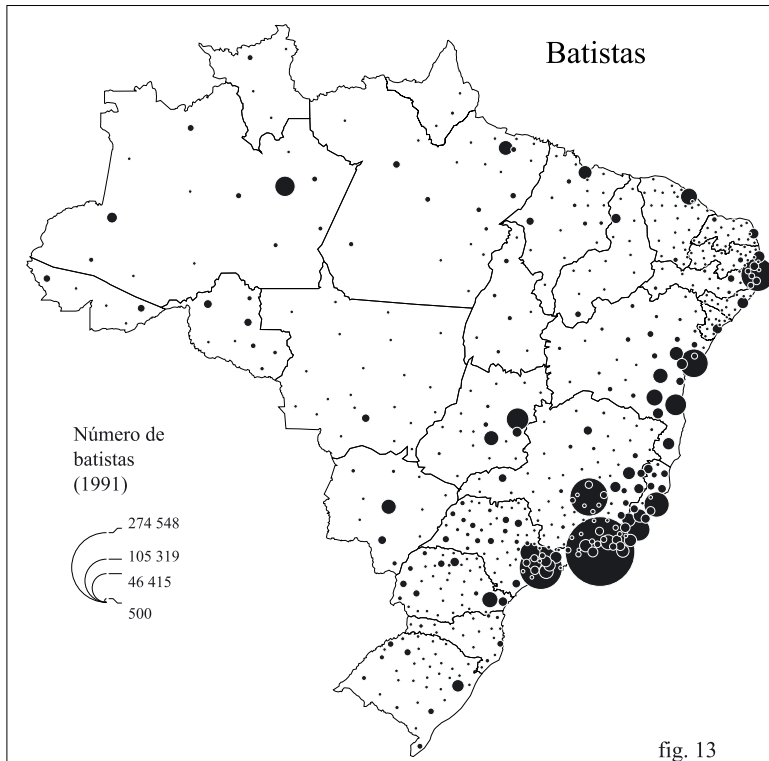 Batistas
Número de
batistas
(1991)
274 548
105 319
46 415
500
fig. 13